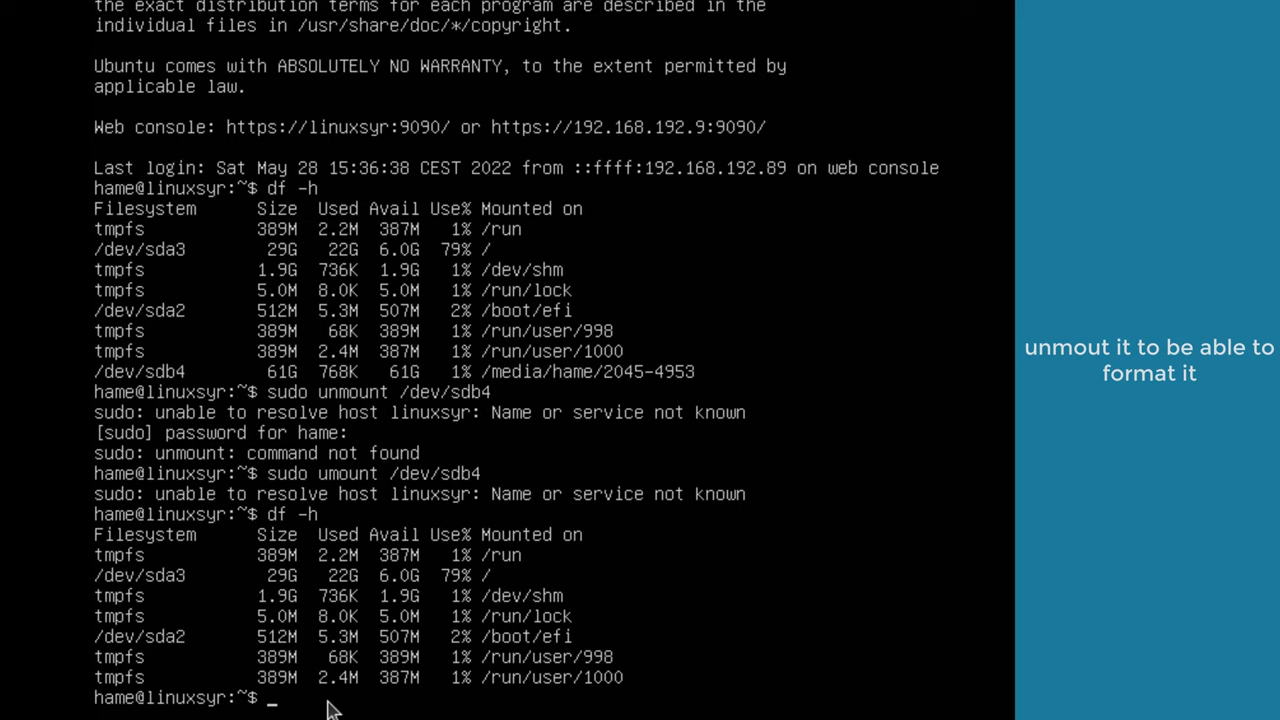 the exact distribution terms for each program are described in the
individual files in /usr/share/doc/*/copyright.
Ubuntu comes with ABSOLUTELY NO WARRANTY, to the extent permitted by
applicable law.
Web console: https://linuxsyr:9090/ or https://192.168.192.9:9090/
Last login: Sat May 28 15:36:38 CEST 2022 from ::ffff:192.168.192.89 on web console
hame@linuxsyr:~$ df -h
Filesystem Size Used Avail Use% Mounted on
tmpfs 389M 2.2M 387M 1% /run
/dev/sda3 29G 22G 6.0G 79% /
tmpfs 1.9G 736K 1.9G 1% /dev/shm
tmpfs 5.0M 8.0K 5.0M 1% /run/lock
/dev/sda2 512M 5.3M 507M 2% /boot/efi
tmpfs 389M 68K 389M 1% /run/user/998
tmpfs 389M 2.4M 387M 1% /run/user/1000
/dev/sdb4 61G 768K 61G 1% /media/hame/2045-4953
hame@linuxsyr:~$ sudo unmount /dev/sdb4
sudo: unable to resolve host linuxsyr: Name or service not known
[sudo] password for hame:
sudo: unmount: command not found
hame@linuxsyr:~$ sudo umount /dev/sdb4
sudo: unable to resolve host linuxsyr: Name or service not known
hame@linuxsyr:~$ df -h
Filesystem Size Used Avail Use% Mounted on
tmpfs 389M 2.2M 387M 1% /run
/dev/sda3 29G 22G 6.0G 79% /
tmpfs 1.9G 736K 1.9G 1% /dev/shm
tmpfs 5.0M 8.0K 5.0M 1% /run/lock
/dev/sda2 512M 5.3M 507M 2% /boot/efi
tmpfs 389M 68K 389M 1% /run/user/998
tmpfs 389M 2.4M 387M 1% /run/user/1000
hame@linuxsyr:~$ _
unmout it to be able to
format it